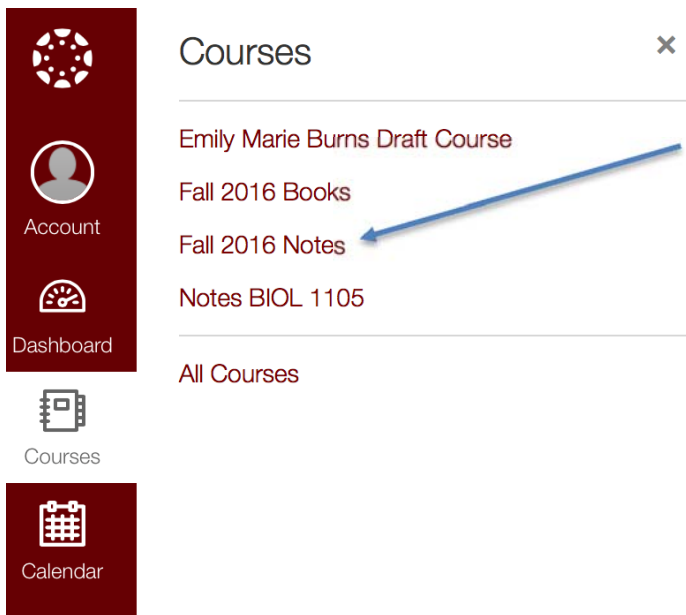 Courses
Emily Marie Burns Draft Course
Fall 2016 Books
Fall 2016 Notes
Notes BIOL 1105
All Courses
Account
Dashboard
Courses
Calendar